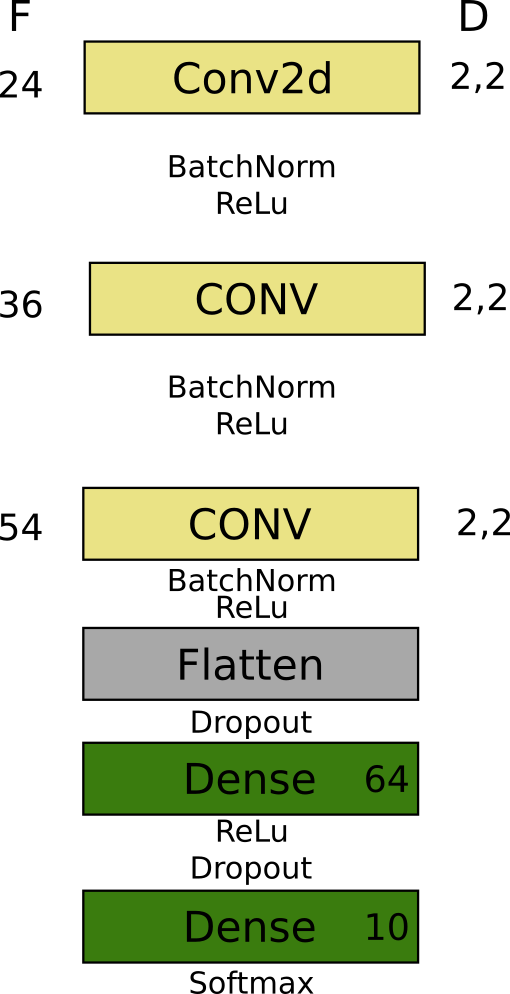 F D
24 Conv2d 2,2
BatchNorm
ReLu
36 CONV 2,2
BatchNorm
ReLu
54 CONV 2,2
BatchNorm
ReLu
Flatten
Dropout
Dense 64
ReLu
Dropout
Dense 10
Softmax